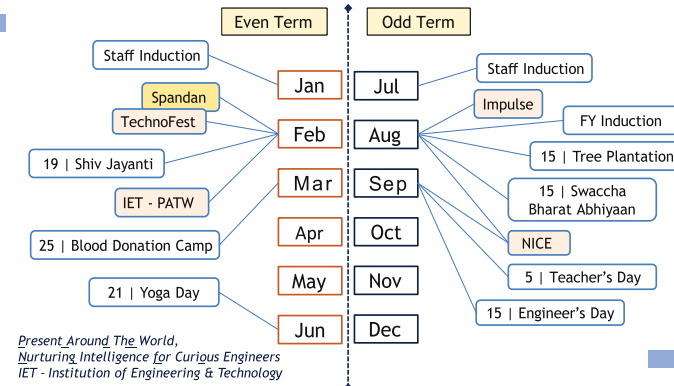 Even Term
Odd Term
Staff Induction
Spandan
TechnoFest
19 | Shiv Jayanti
IET - PATW
25 | Blood Donation Camp
21 | Yoga Day
Jan
Feb
Mar
Apr
May
Jun
Jul
Aug
Sep
Oct
Nov
Dec
Staff Induction
Impulse
FY Induction
15 | Tree Plantation
15 | Swaccha
Bharat Abhiyaan
NICE
5 | Teacher’s Day
15 | Engineer’s Day
Present Around The World,
Nurturing Intelligence for Curious Engineers
IET - Institution of Engineering & Technology